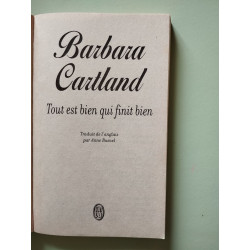 Barbara
Cartland
Tout est bien qui finit bien
Traduit de l'anglais